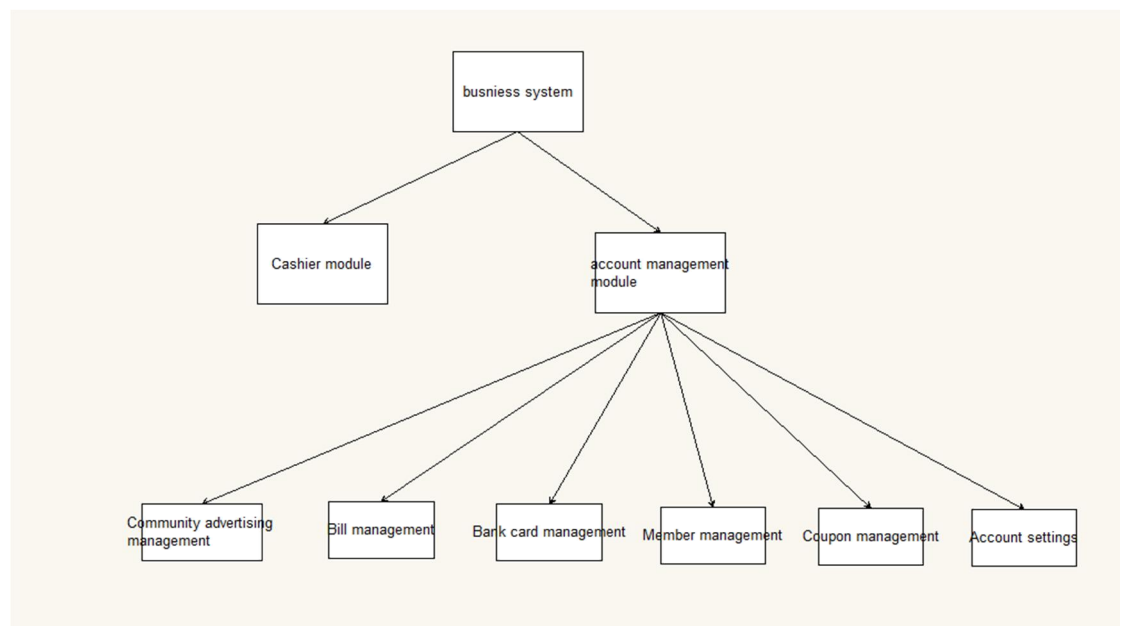 busniess system
Cashier module
account management
module
Community advertising
management
Bill management
Bank card management
Member management
Coupon management
Account settings